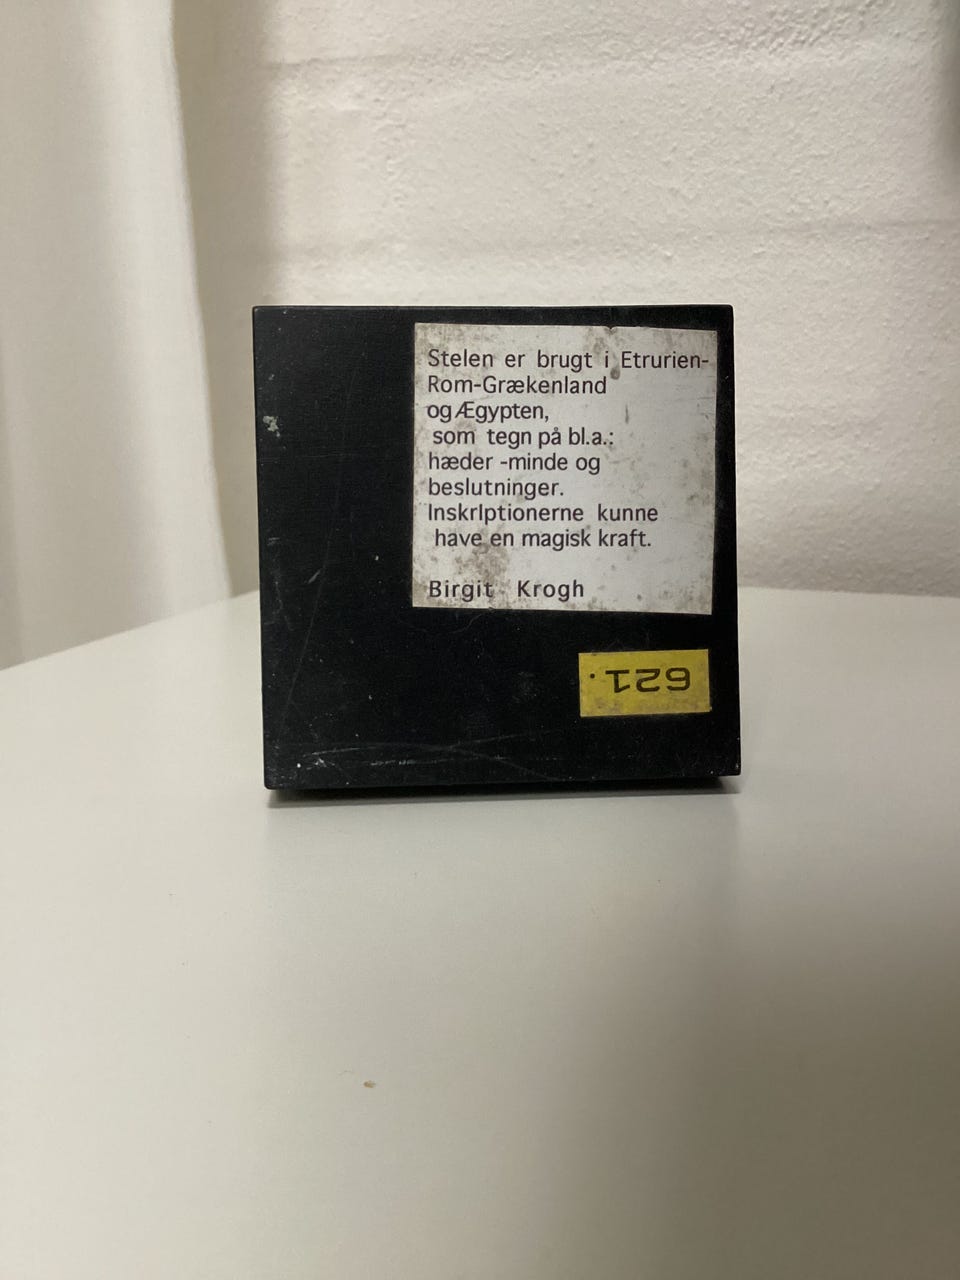 Stelen er brugt i Etrurien-
Rom-Grækenland
og Ægypten,
som tegn på bl.a.:
hæder -minde og
beslutninger.
InskrIptionerne kunne
have en magisk kraft.
Birgit Krogh
621.